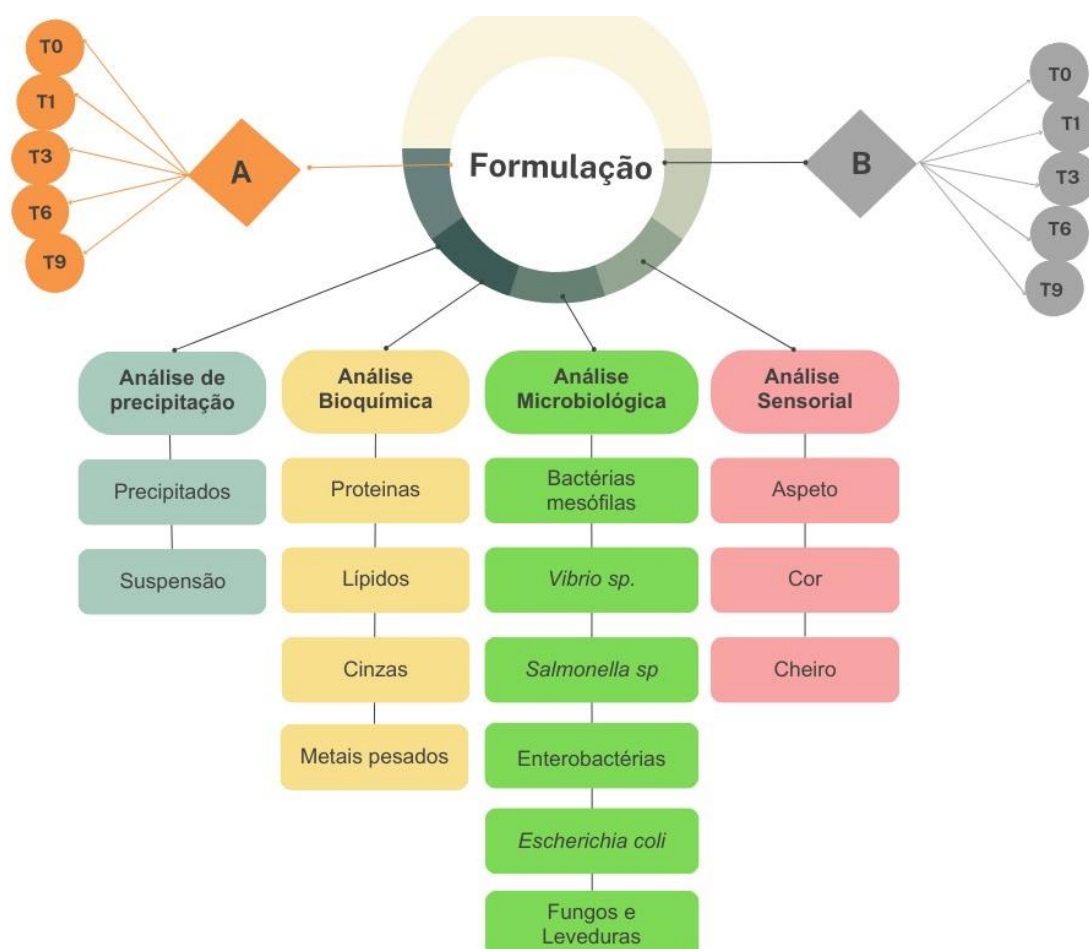 T0
T1
T3
T6
T9
A
Formulação
B
T0
T1
T3
T6
T9
Análise de
precipitação
Precipitados
Suspensão
Análise
Bioquímica
Proteinas
Lípidos
Cinzas
Metais pesados
Análise
Microbiológica
Bactérias
mesófilas
Vibrio sp.
Salmonella sp
Enterobactérias
Escherichia coli
Fungos e
Leveduras
Análise
Sensorial
Aspeto
Cor
Cheiro